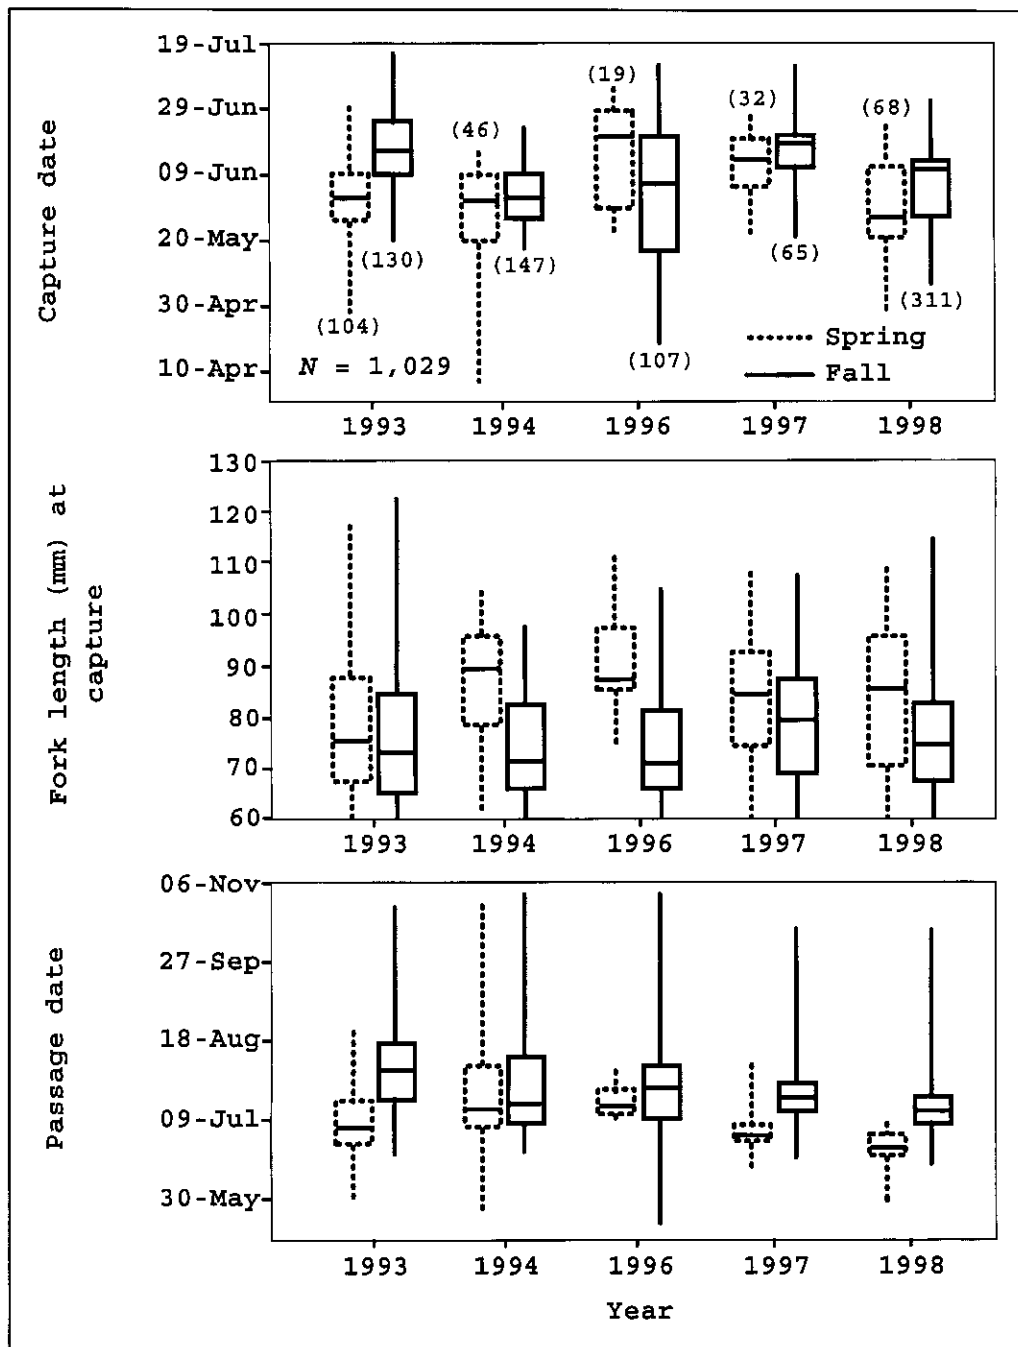 Capture date
19-Jul
29-Jun
09-Jun
20-May
30-Apr
10-Apr
(104)
(130)
(46)
(147)
(19)
(107)
(32)
(65)
(68)
(311)
N = 1,029
Spring
Fall
1993 1994 1996 1997 1998
Fork length (mm) at
capture
130
120
110
100
90
80
70
60
1993 1994 1996 1997 1998
Passage date
06-Nov
27-Sep
18-Aug
09-Jul
30-May
1993 1994 1996 1997 1998
Year